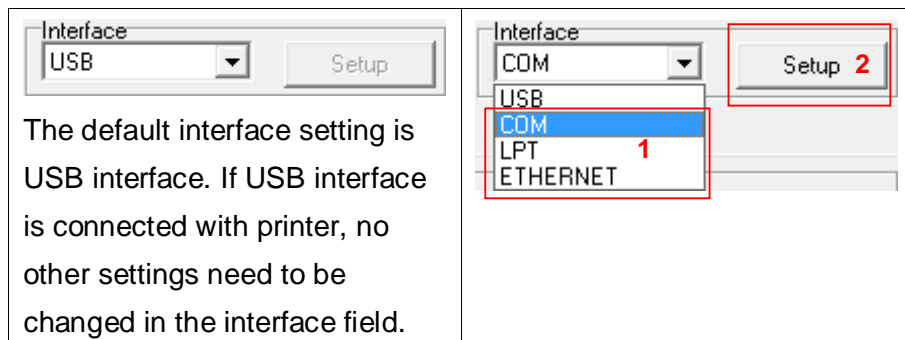 Interface
USB
Setup
The default interface setting is
USB interface. If USB interface
is connected with printer, no
other settings need to be
changed in the interface field.
Interface
COM
Setup 2
USB
COM
LPT 1
ETHERNET